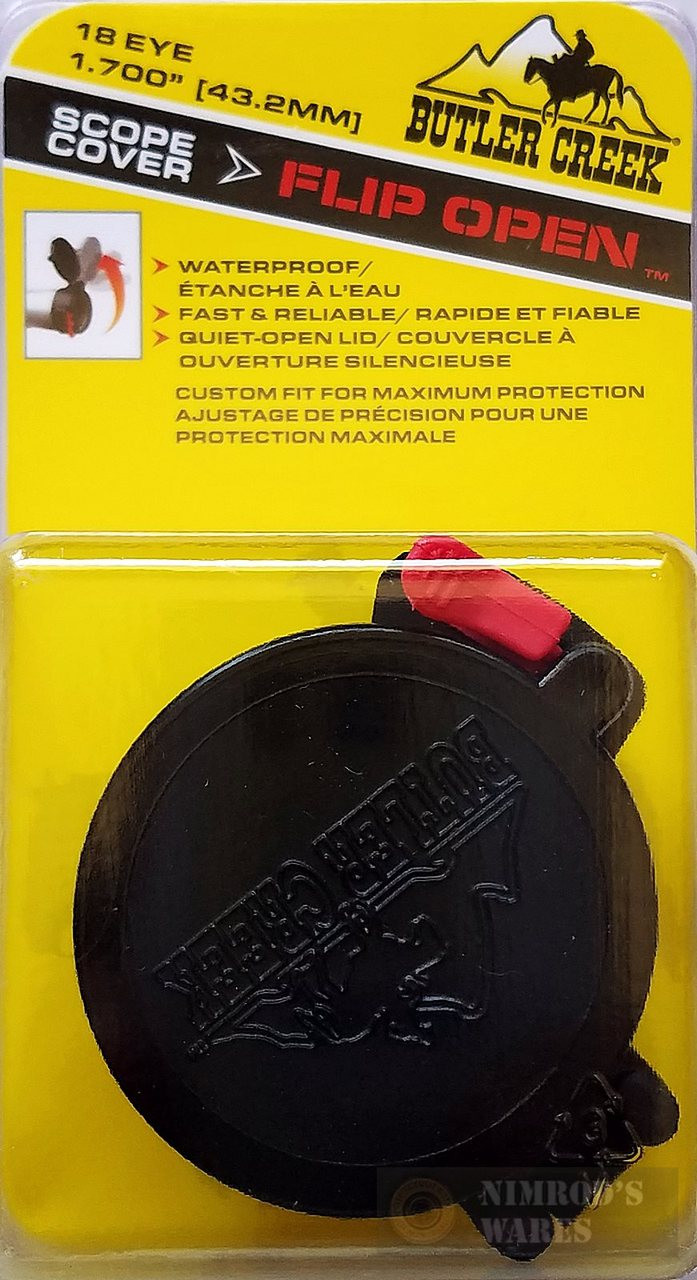 18 EYE
1.700” [43.2MM]
BUTLER CREEK
SCOPE
COVER
FLIP OPEN™
WATERPROOF/
ÉTANCHE À L’EAU
FAST & RELIABLE/ RAPIDE ET FIABLE
QUIET-OPEN LID/ COUVERCLE À
OUVERTURE SILENCIEUSE
CUSTOM FIT FOR MAXIMUM PROTECTION
AJUSTAGE DE PRÉCISION POUR UNE
PROTECTION MAXIMALE
BUTLER CREEK
NIMROD’S
WARES